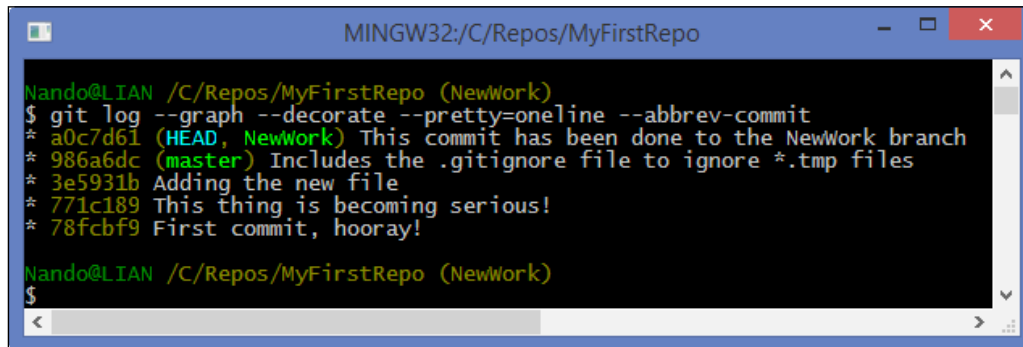 MINGW32:/C/Repos/MyFirstRepo
Nando@LIAN /C/Repos/MyFirstRepo (NewWork)
$ git log --graph --decorate --pretty=oneline --abbrev-commit
* a0c7d61 (HEAD, NewWork) This commit has been done to the NewWork branch
* 986a6dc (master) Includes the .gitignore file to ignore *.tmp files
* 3e5931b Adding the new file
* 771c189 This thing is becoming serious!
* 78fcbf9 First commit, hooray!
Nando@LIAN /C/Repos/MyFirstRepo (NewWork)
$